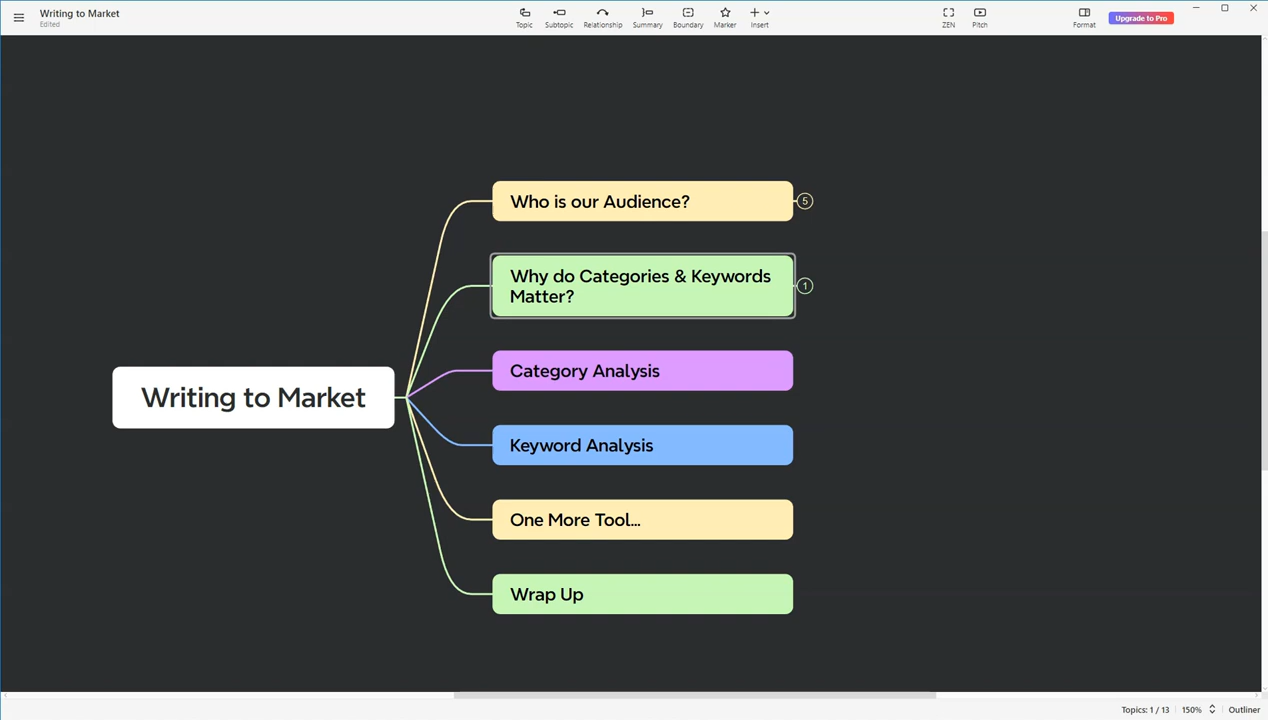 Writing to Market
Edited
Topic
Subtopic
Relationship
Summary
Boundary
Marker
Insert
ZEN
Pitch
Format
Upgrade to Pro
Who is our Audience?
5
Why do Categories & Keywords
Matter?
1
Category Analysis
Writing to Market
Keyword Analysis
One More Tool...
Wrap Up
Topics: 1 / 13
150%
Outliner